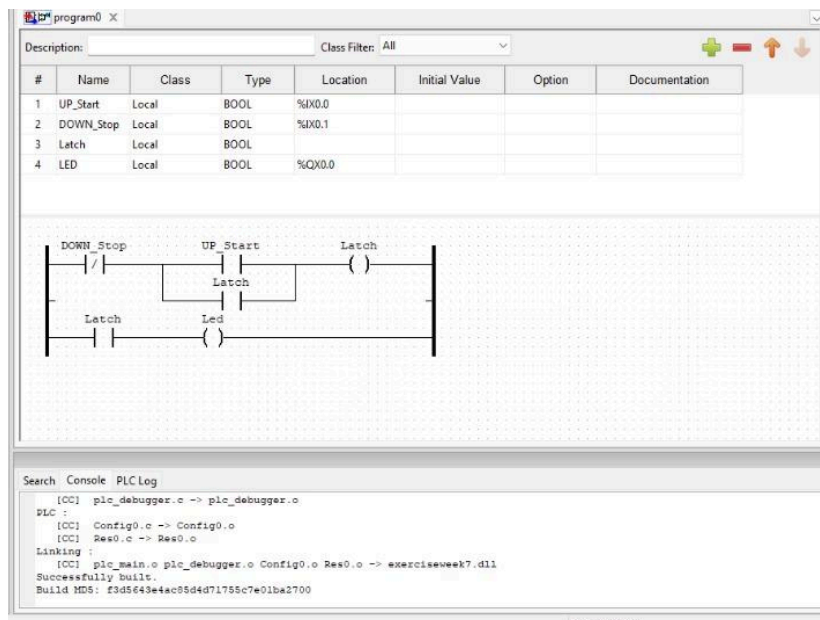 program0 X
Description: Class Filter: All
# Name Class Type Location Initial Value Option Documentation
1 UP_Start Local BOOL %IX0.0
2 DOWN_Stop Local BOOL %IX0.1
3 Latch Local BOOL
4 LED Local BOOL %QX0.0
DOWN_Stop UP_Start Latch
Latch
Latch Led
Search Console PLC Log
[CC] plc_debugger.c -> plc_debugger.o
PLC :
[CC] Config0.c -> Config0.o
[CC] Res0.c -> Res0.o
Linking :
[CC] plc_main.o plc_debugger.o Config0.o Res0.o -> exerciseweek7.dll
Successfully built.
Build MD5: f3d5643e4ac85d4d71755c7e01ba2700